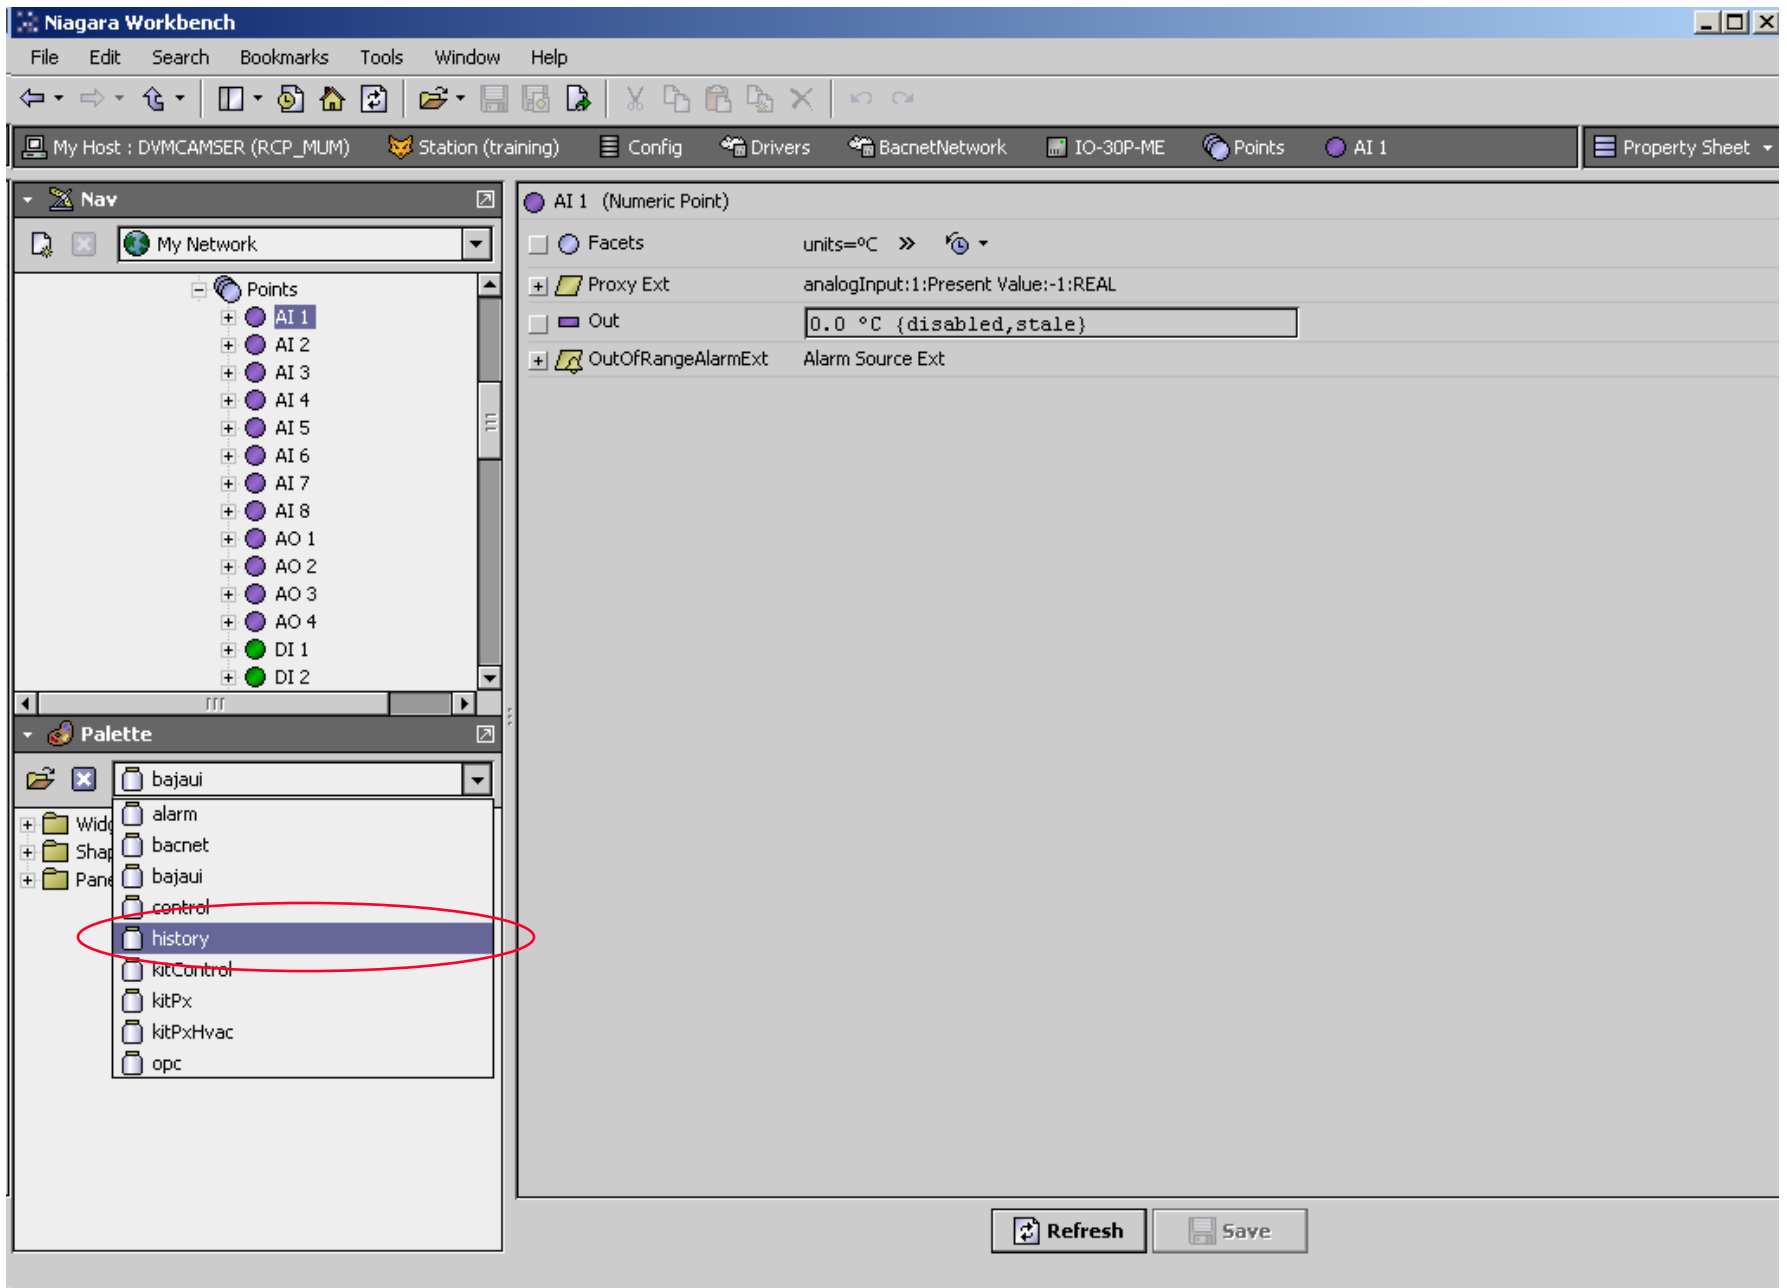 Niagara Workbench
File Edit Search Bookmarks Tools Window Help
My Host : DVMCAMSER (RCP_MUM) Station (training) Config Drivers BacnetNetwork IO-30P-ME Points AI 1 Property Sheet
Nav
My Network
Points
AI 1
AI 2
AI 3
AI 4
AI 5
AI 6
AI 7
AI 8
AO 1
AO 2
AO 3
AO 4
DI 1
DI 2
Palette
bajaui
Widg
Shap
Pane
alarm
bacnet
bajaui
control
history
kitControl
kitPx
kitPxHvac
opc
AI 1 (Numeric Point)
Facets units=ºC »
Proxy Ext analogInput:1:Present Value:-1:REAL
Out 0.0 °C {disabled,stale}
OutOfRangeAlarmExt Alarm Source Ext
Refresh Save